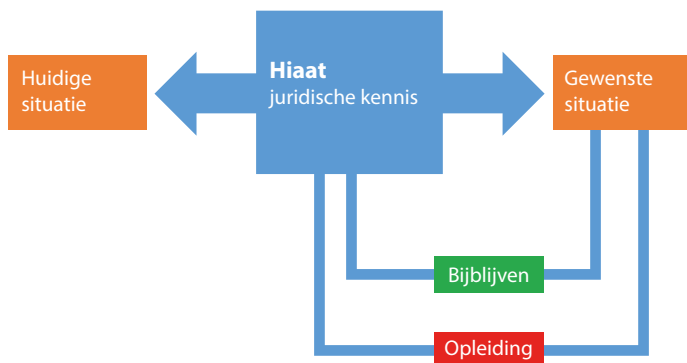 Huidige
situatie
Hiaat
juridische kennis
Gewenste
situatie
Bijblijven
Opleiding